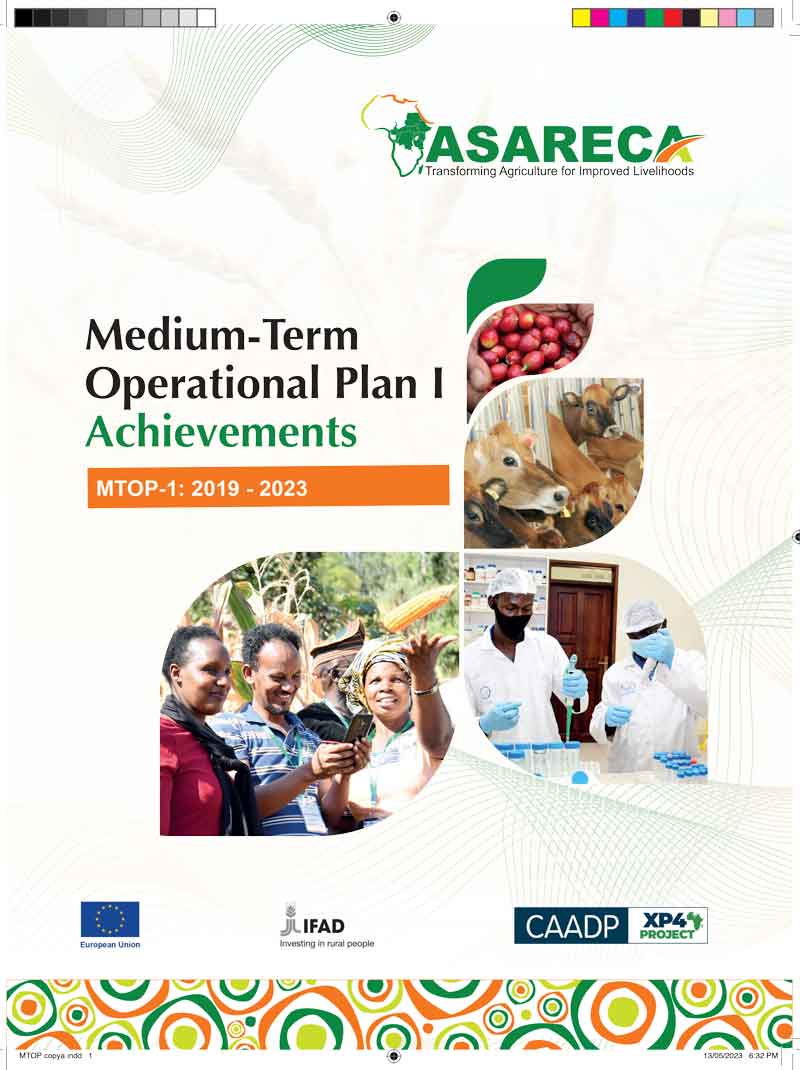 ASARECA
Transforming Agriculture for Improved Livelihoods
Medium-Term
Operational Plan I
Achievements
MTOP-1: 2019 - 2023
European Union
IFAD
Investing in rural people
CAADP
XP4
PROJECT
MTOP copya.indd 1
13/05/2023 6:32 PM